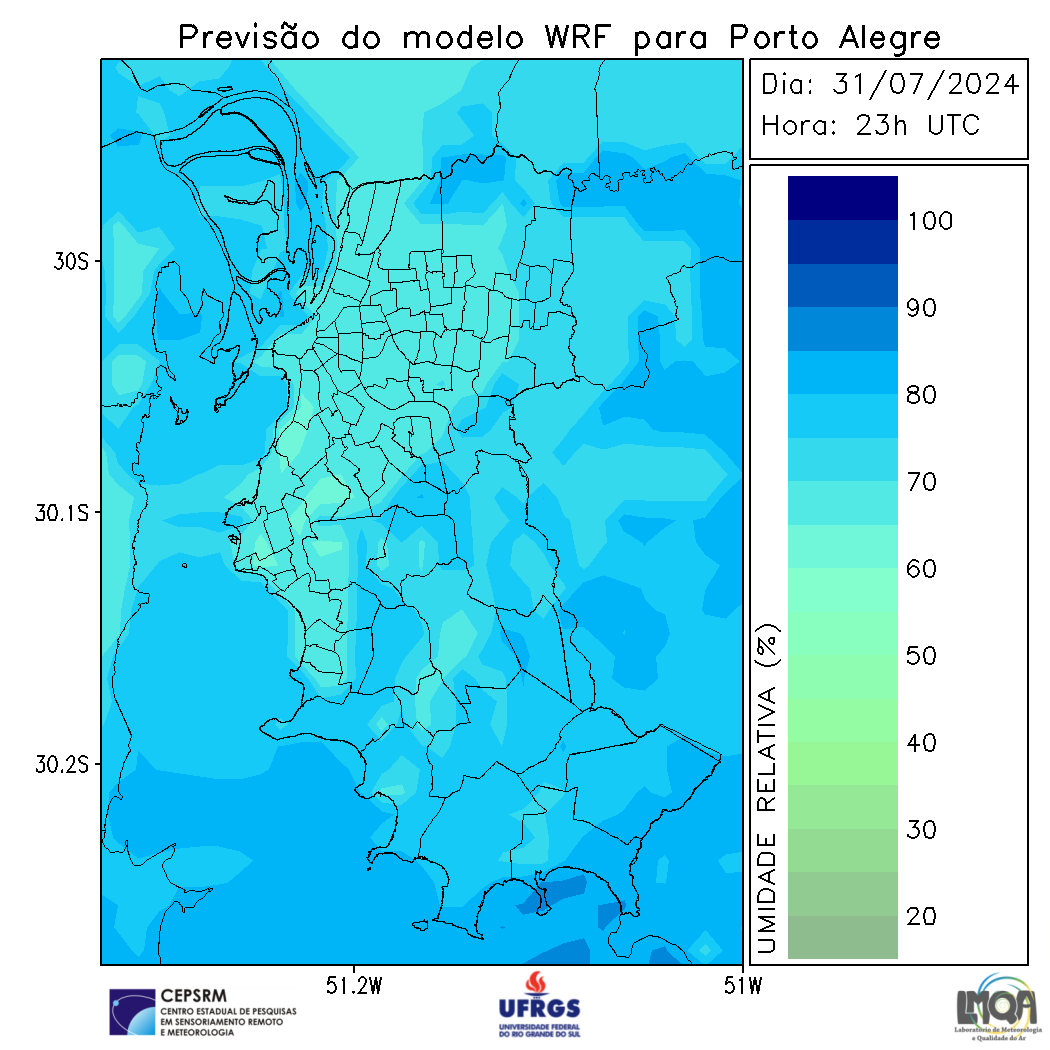 Previsão do modelo WRF para Porto Alegre
Dia: 31/07/2024
Hora: 23h UTC
30S
30.1S
30.2S
51.2W
51W
100
90
80
70
60
50
40
30
20
UMIDADE RELATIVA (%)
CEPSRM
CENTRO ESTADUAL DE PESQUISAS
EM SENSORIAMENTO REMOTO
E METEOROLOGIA
UFRGS
UNIVERSIDADE FEDERAL
DO RIO GRANDE DO SUL
LMQA
Laboratório de Meteorologia
e Qualidade do Ar